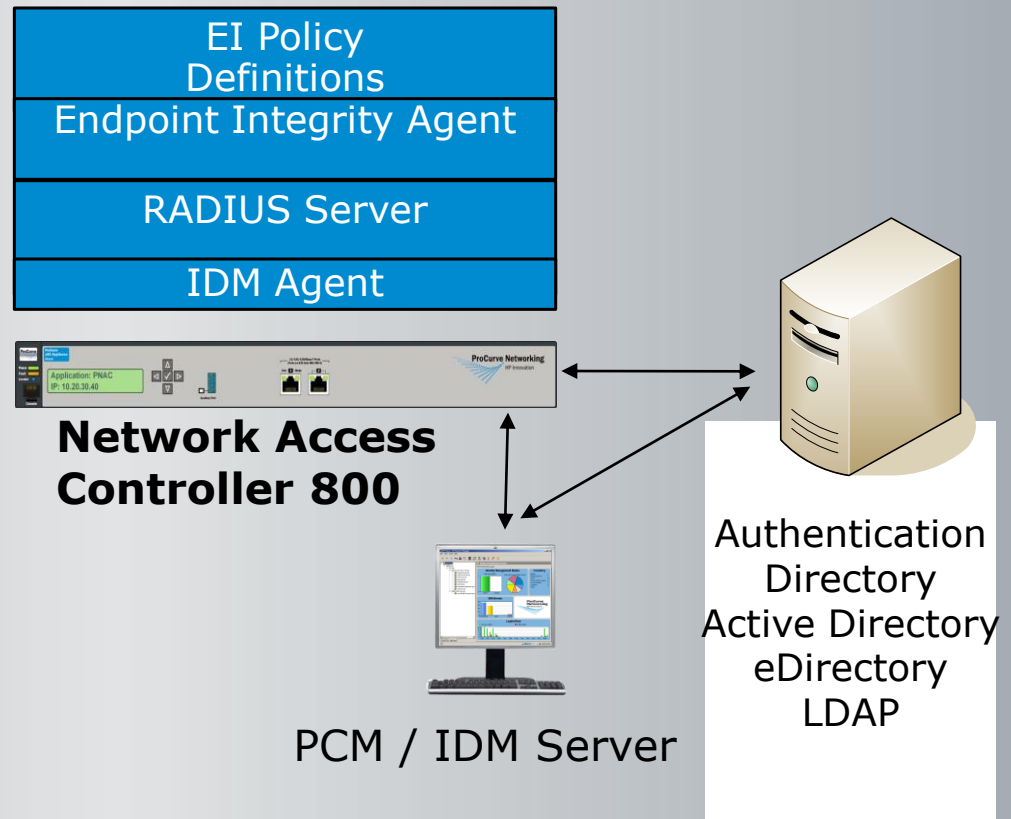 EI Policy
Definitions
Endpoint Integrity Agent
RADIUS Server
IDM Agent
ProCurve
Application: PNAC
IP: 10.20.30.40
ProCurve Networking
HP Innovation
Network Access
Controller 800
Authentication
Directory
Active Directory
eDirectory
LDAP
PCM / IDM Server